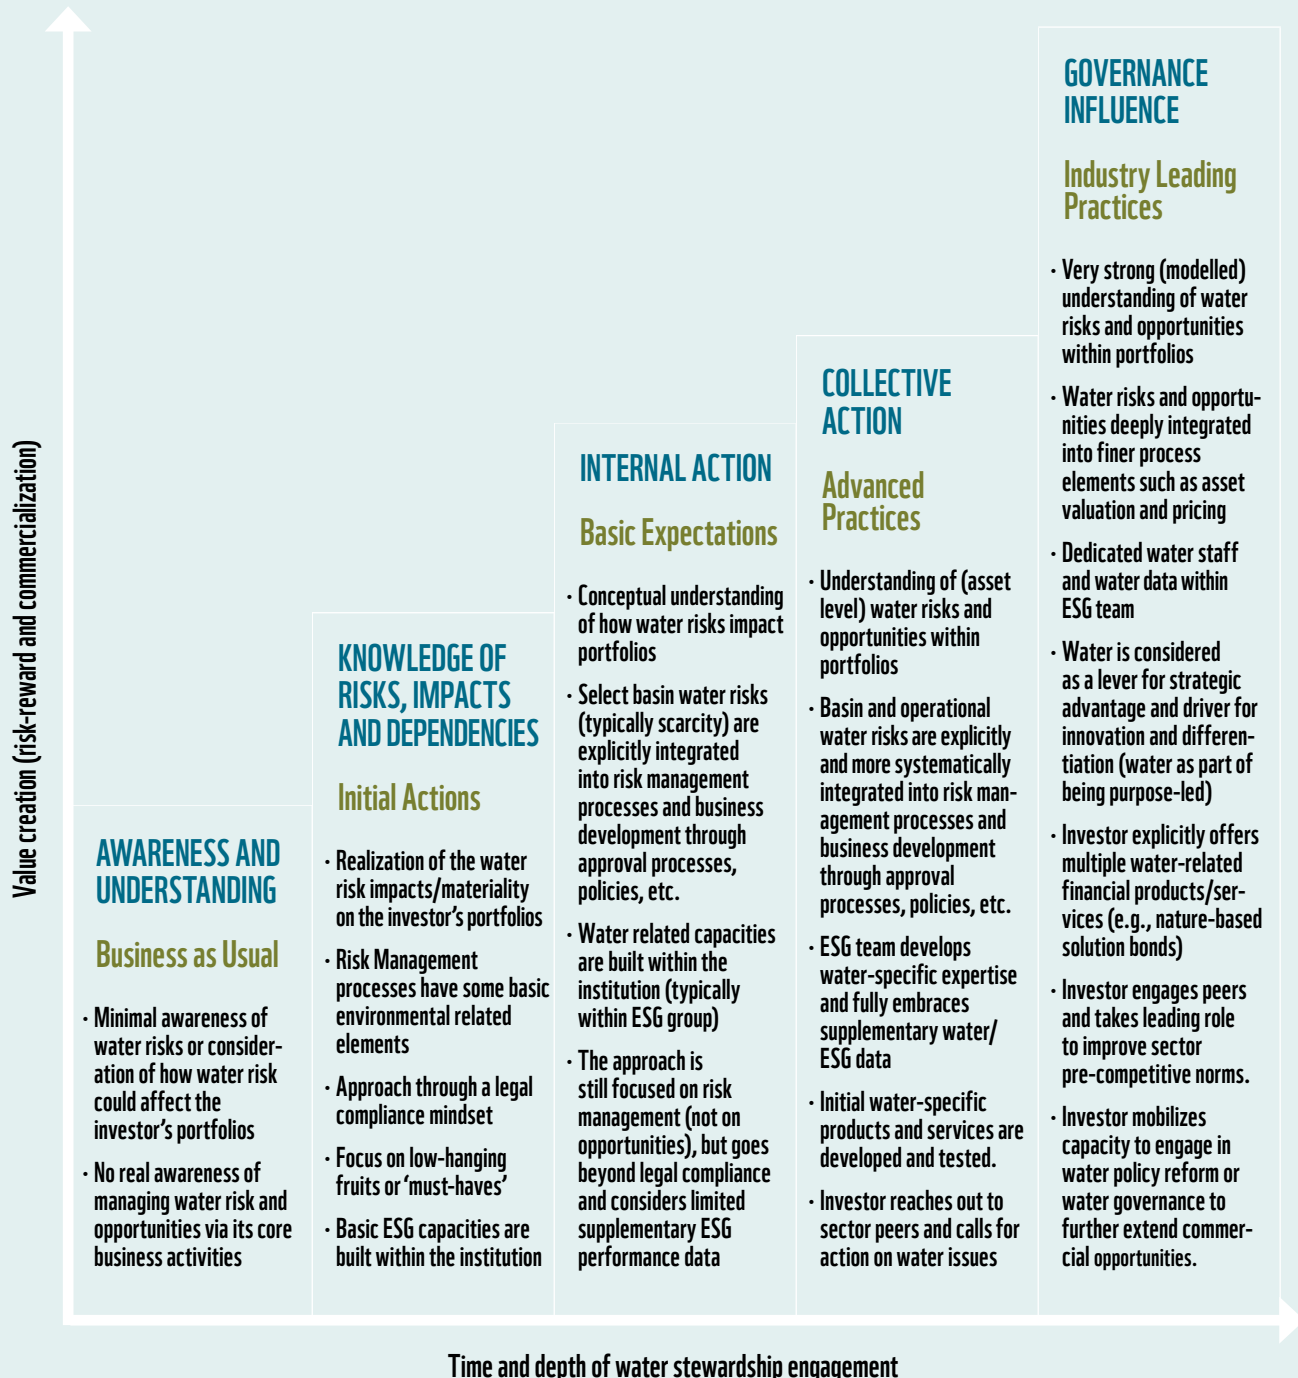 Value creation (risk-reward and commercialization)
AWARENESS AND
UNDERSTANDING
Business as Usual
· Minimal awareness of
water risks or consider-
ation of how water risk
could affect the
investor's portfolios
· No real awareness of
managing water risk and
opportunities via its core
business activities
KNOWLEDGE OF
RISKS, IMPACTS
AND DEPENDENCIES
Initial Actions
· Realization of the water
risk impacts/materiality
on the investor's portfolios
· Risk Management
processes have some basic
environmental related
elements
· Approach through a legal
compliance mindset
· Focus on low-hanging
fruits or 'must-haves'
· Basic ESG capacities are
built within the institution
INTERNAL ACTION
Basic Expectations
· Conceptual understanding
of how water risks impact
portfolios
· Select basin water risks
(typically scarcity) are
explicitly integrated
into risk management
processes and business
development through
approval processes,
policies, etc.
· Water related capacities
are built within the
institution (typically
within ESG group)
· The approach is
still focused on risk
management (not on
opportunities), but goes
beyond legal compliance
and considers limited
supplementary ESG
performance data
COLLECTIVE
ACTION
Advanced
Practices
· Understanding of (asset
level) water risks and
opportunities within
portfolios
· Basin and operational
water risks are explicitly
and more systematically
integrated into risk man-
agement processes and
business development
through approval
processes, policies, etc.
· ESG team develops
water-specific expertise
and fully embraces
supplementary water/
ESG data
· Initial water-specific
products and services are
developed and tested.
· Investor reaches out to
sector peers and calls for
action on water issues
GOVERNANCE
INFLUENCE
Industry Leading
Practices
· Very strong (modelled)
understanding of water
risks and opportunities
within portfolios
· Water risks and opportu-
nities deeply integrated
into finer process
elements such as asset
valuation and pricing
· Dedicated water staff
and water data within
ESG team
· Water is considered
as a lever for strategic
advantage and driver for
innovation and differen-
tiation (water as part of
being purpose-led)
· Investor explicitly offers
multiple water-related
financial products/ser-
vices (e.g., nature-based
solution bonds)
· Investor engages peers
and takes leading role
to improve sector
pre-competitive norms.
· Investor mobilizes
capacity to engage in
water policy reform or
water governance to
further extend commer-
cial opportunities.
Time and depth of water stewardship engagement